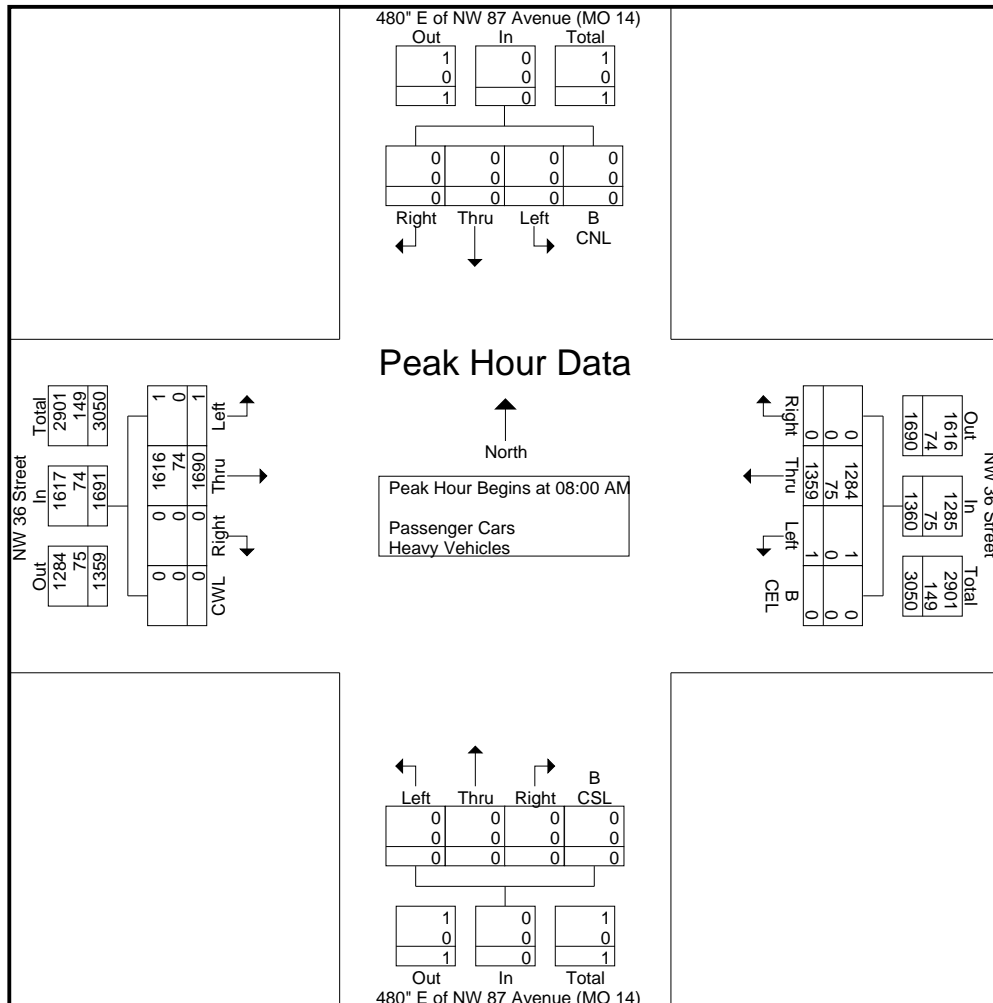 480" E of NW 87 Avenue (MO 14)
Out In Total
1 0 1
0 0 0
1 0 1
0 0 0 0
0 0 0 0
0 0 0 0
Right Thru Left B
CNL
Peak Hour Data
North
Peak Hour Begins at 08:00 AM
Passenger Cars
Heavy Vehicles
NW 36 Street
Total In Out
2901 1617 1284
149 74 75
3050 1691 1359
1 1616 0 0
0 74 0 0
1 1690 0 0
Left Thru Right CWL
NW 36 Street
Out In Total
1616 1285 2901
74 75 149
1690 1360 3050
0 1284 1 0
0 75 0 0
0 1359 1 0
Right Thru Left B
CEL
B
Left Thru Right CSL
0 0 0 0
0 0 0 0
0 0 0 0
1 0 1
0 0 0
1 0 1
Out In Total
480" E of NW 87 Avenue (MO 14)